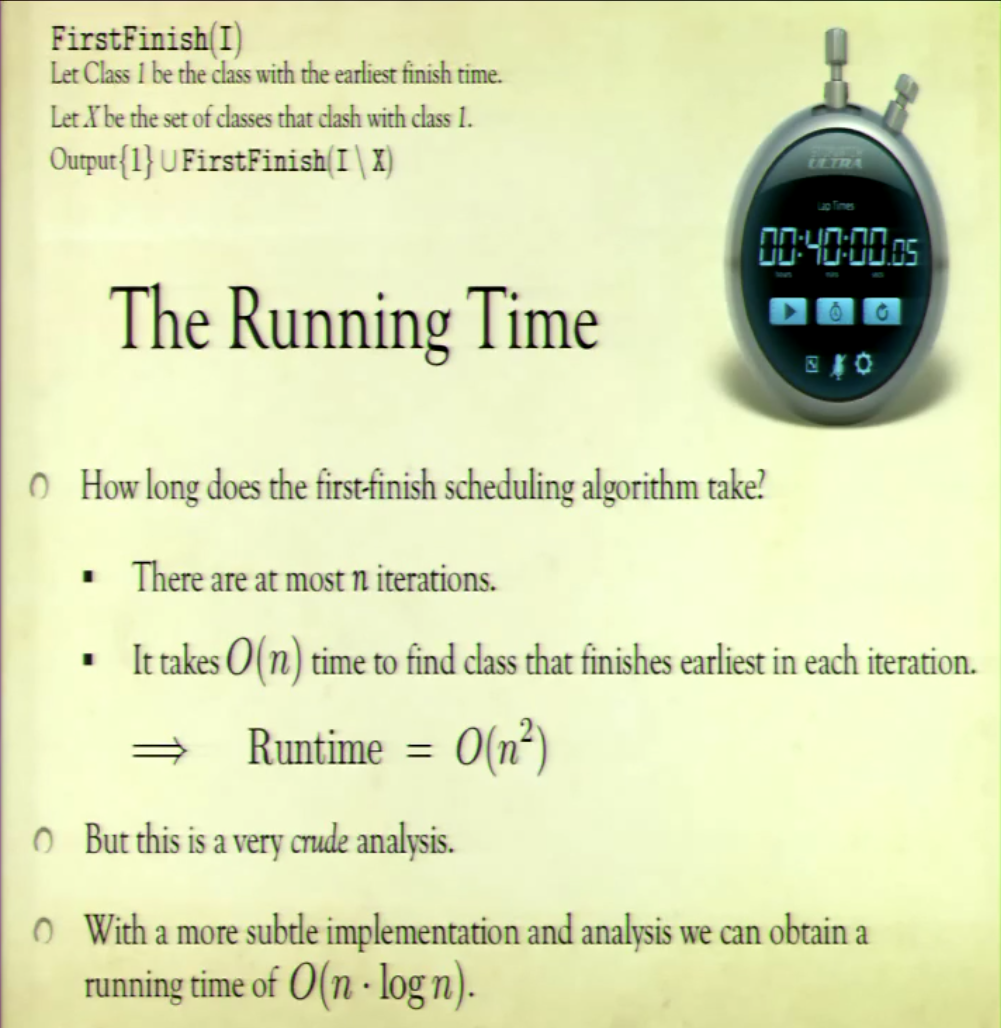 FirstFinish(I)
Let Class 1 be the class with the earliest finish time.
Let X be the set of classes that clash with class 1.
Output{1} ∪ FirstFinish(I \ X)
ULTRA
Lap Times
00:40:00.05
The Running Time
How long does the first-finish scheduling algorithm take?
There are at most n iterations.
It takes O(n) time to find class that finishes earliest in each iteration.
⟹ Runtime = O(n²)
But this is a very crude analysis.
With a more subtle implementation and analysis we can obtain a
running time of O(n · log n).